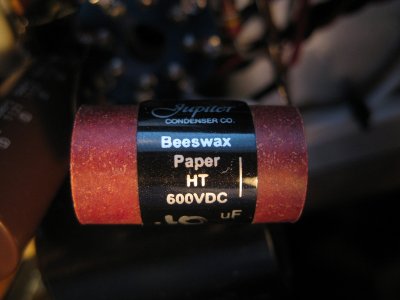 Jupiter
CONDENSER CO.
Beeswax
Paper
HT
600VDC
uF